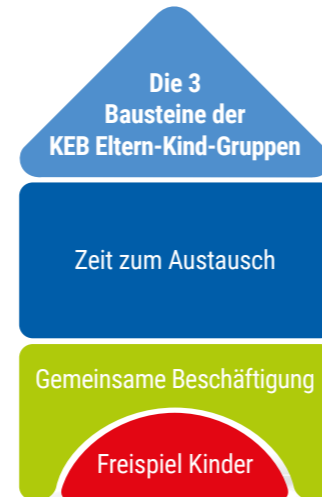 Die 3
Bausteine der
KEB Eltern-Kind-Gruppen
Zeit zum Austausch
Gemeinsame Beschäftigung
Freispiel Kinder